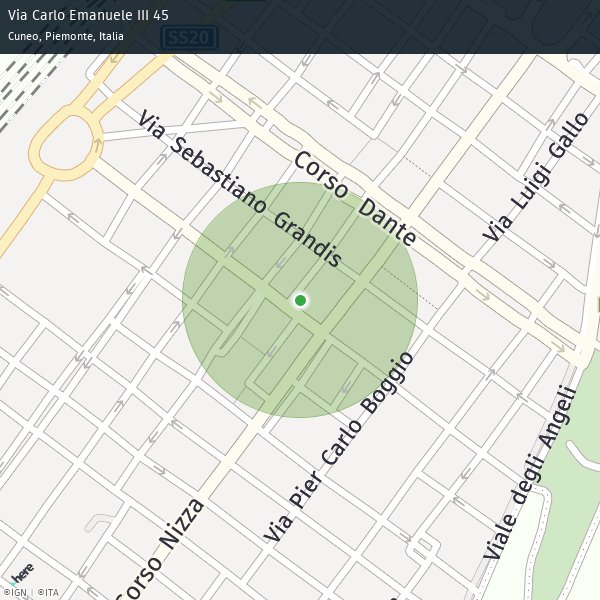 Via Carlo Emanuele III 45
Cuneo, Piemonte, Italia
SS20
Via Sebastiano Grandis
Corso Dante
Via Luigi Gallo
Via Pier Carlo Boggio
Viale degli Angeli
Corso Nizza
here
©IGN | ©ITA